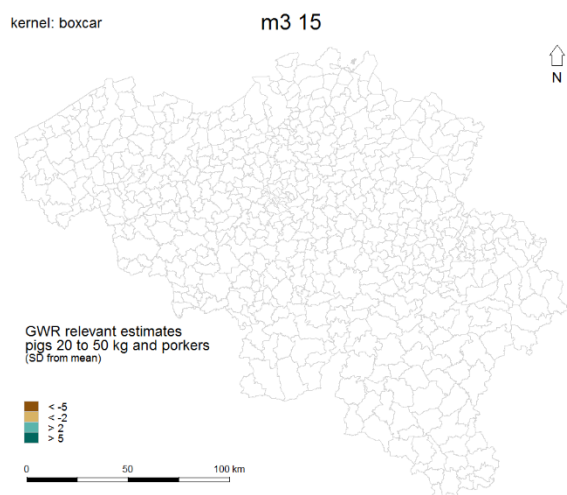 kernel: boxcar
m3 15
N
GWR relevant estimates
pigs 20 to 50 kg and porkers
(SD from mean)
< -5
< -2
> 2
> 5
0 50 100 km